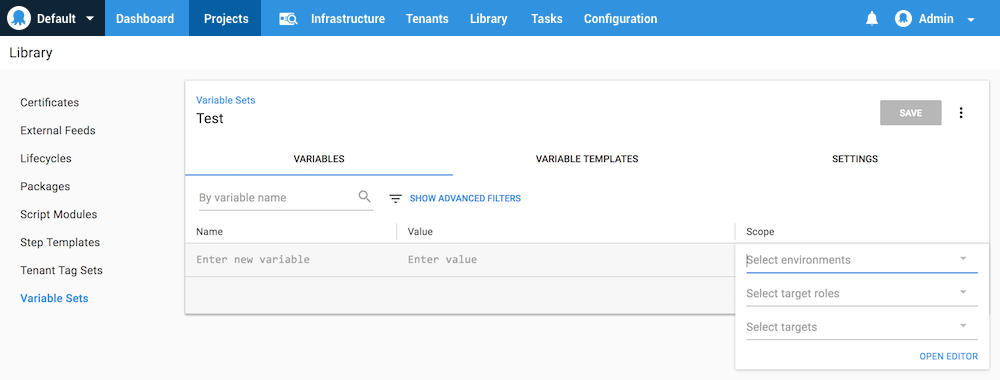 Default Dashboard Projects Infrastructure Tenants Library Tasks Configuration Admin
Library
Certificates
External Feeds
Lifecycles
Packages
Script Modules
Step Templates
Tenant Tag Sets
Variable Sets
Variable Sets
Test
SAVE
VARIABLES VARIABLE TEMPLATES SETTINGS
By variable name SHOW ADVANCED FILTERS
Name Value Scope
Enter new variable Enter value Select environments
Select target roles
Select targets
OPEN EDITOR